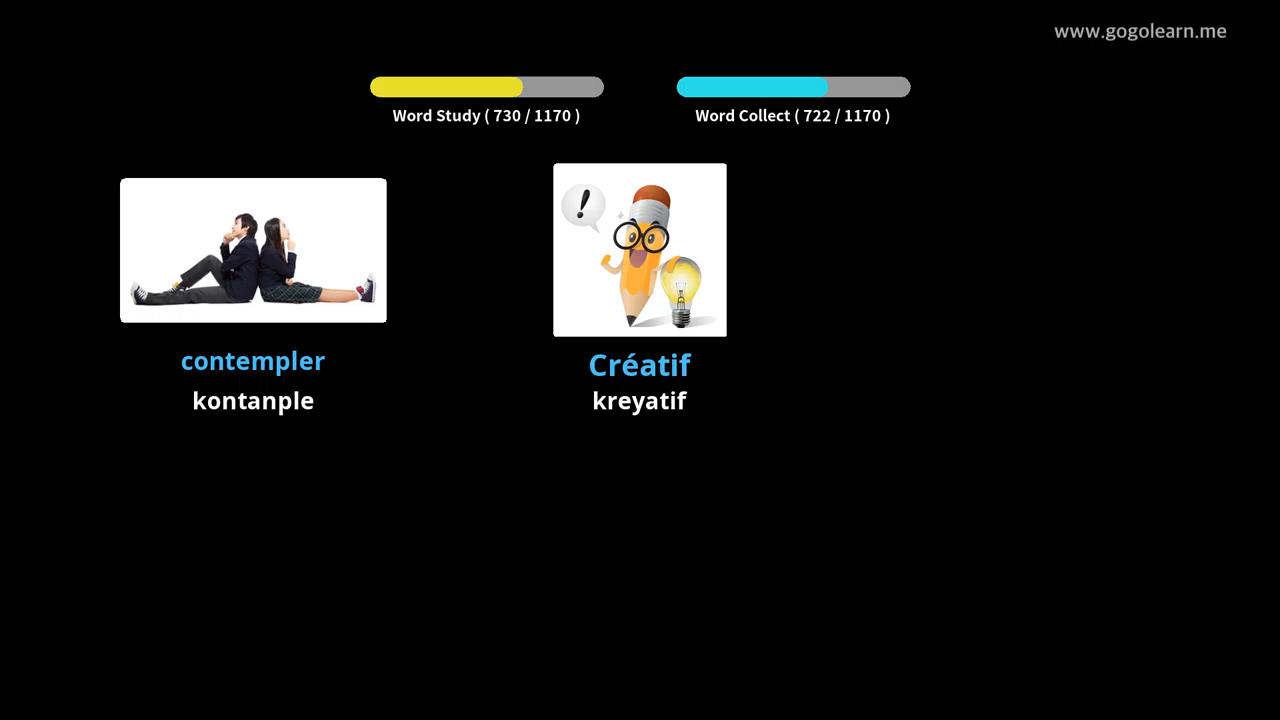 www.gogolearn.me
Word Study ( 730 / 1170 )
Word Collect ( 722 / 1170 )
!
contempler
kontanple
Créatif
kreyatif